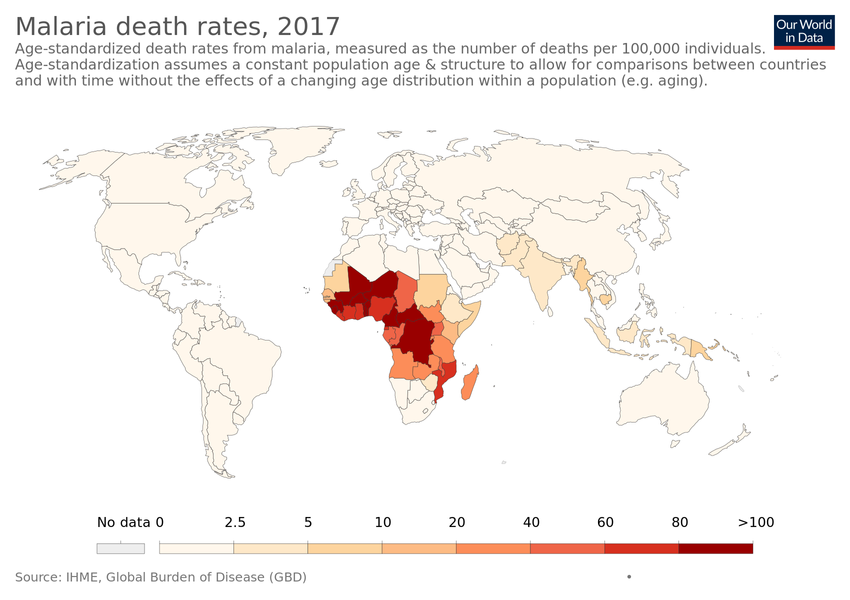 Malaria death rates, 2017
Our World
in Data
Age-standardized death rates from malaria, measured as the number of deaths per 100,000 individuals.
Age-standardization assumes a constant population age & structure to allow for comparisons between countries
and with time without the effects of a changing age distribution within a population (e.g. aging).
No data 0 2.5 5 10 20 40 60 80 >100
Source: IHME, Global Burden of Disease (GBD)